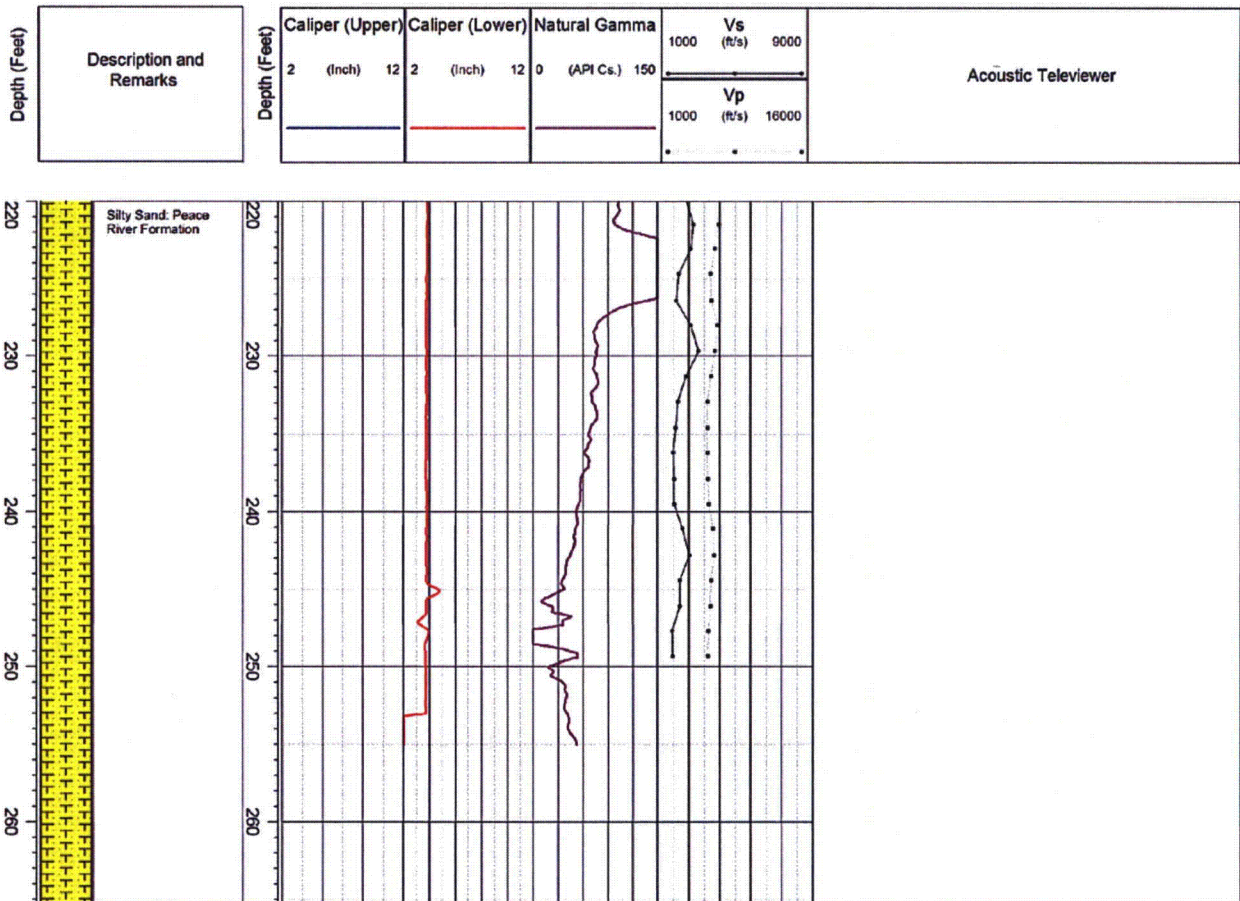 Depth (Feet)
Description and
Remarks
Depth (Feet)
Caliper (Upper)
2 (Inch) 12
Caliper (Lower)
2 (Inch) 12
Natural Gamma
0 (API Cs.) 150
Vs
1000 (ft/s) 9000
Vp
1000 (ft/s) 16000
Acoustic Televiewer
220
Silty Sand: Peace
River Formation
220
230
230
240
240
250
250
260
260